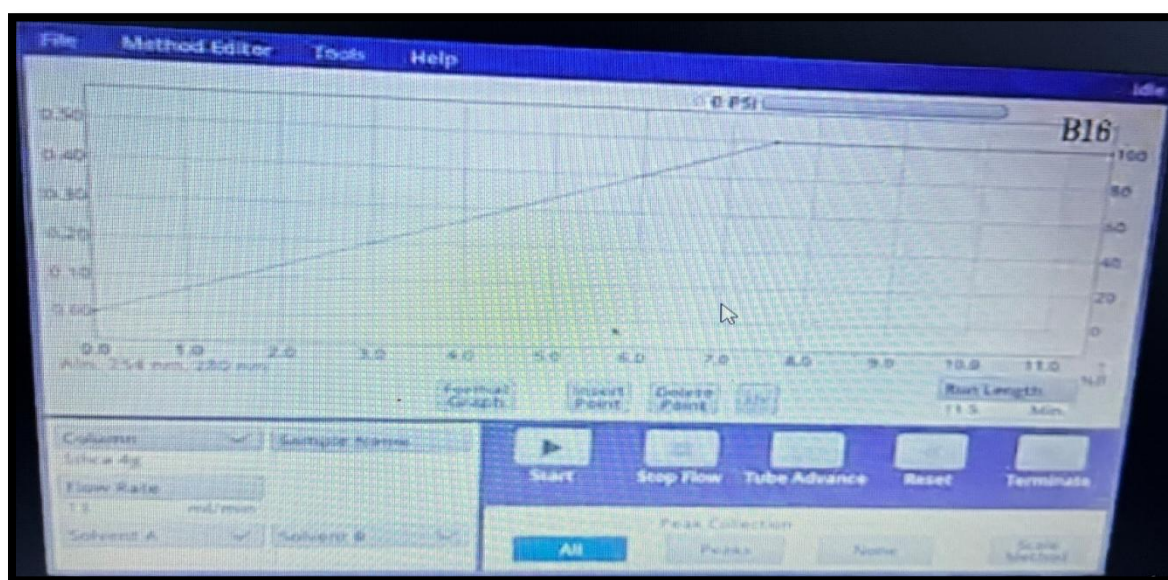 File Method Editor Tools Help
Idle
0 PSI
B16
0.50
0.40
0.30
0.20
0.10
0.00
100
80
60
40
20
0
0.0 1.0 2.0 3.0 4.0 5.0 6.0 7.0 8.0 9.0 10.0 11.0
254 nm, 280 nm
%B
Format Graph
Insert Point
Delete Point
Run Length
11.5 Min
Column
Sample Name
Silica 4g
Flow Rate
ml/min
Solvent A
Solvent B
Start Stop Flow Tube Advance Reset Terminate
Peak Collection
All Peaks None
Scale Method